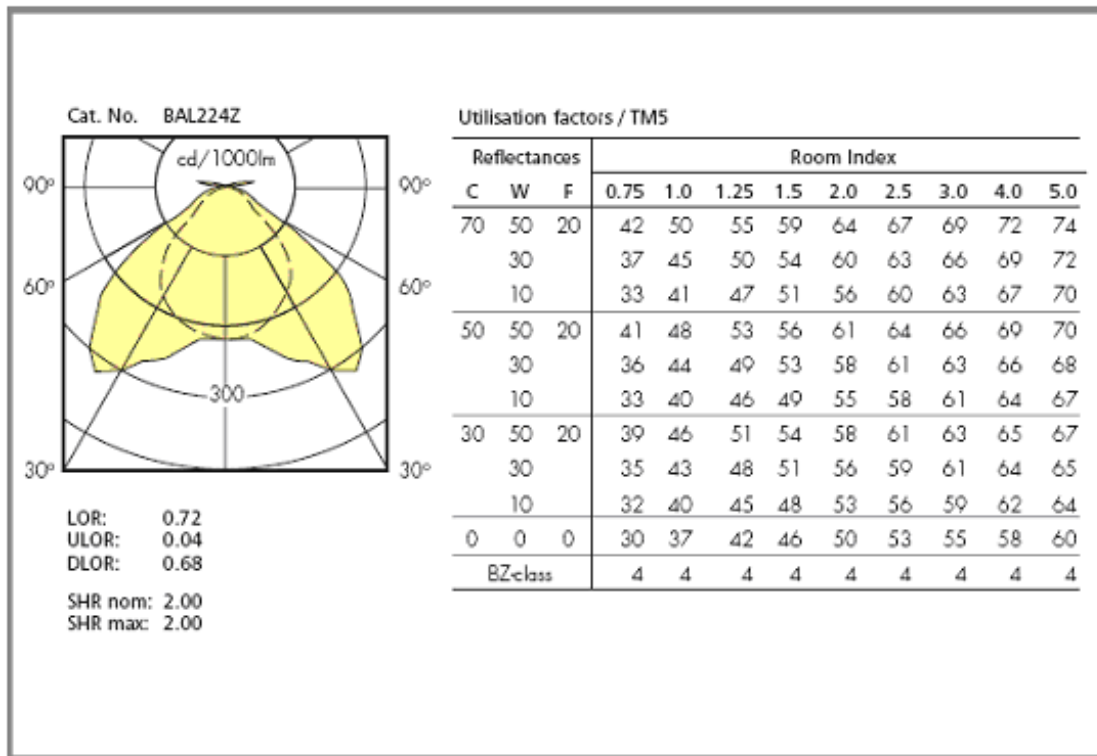 Cat. No. BAL224Z
cd/1000lm
90° 90°
60° 60°
300
30° 30°
LOR: 0.72
ULOR: 0.04
DLOR: 0.68
SHR nom: 2.00
SHR max: 2.00
Utilisation factors / TM5
Reflectances Room Index
C W F 0.75 1.0 1.25 1.5 2.0 2.5 3.0 4.0 5.0
70 50 20 42 50 55 59 64 67 69 72 74
30 37 45 50 54 60 63 66 69 72
10 33 41 47 51 56 60 63 67 70
50 50 20 41 48 53 56 61 64 66 69 70
30 36 44 49 53 58 61 63 66 68
10 33 40 46 49 55 58 61 64 67
30 50 20 39 46 51 54 58 61 63 65 67
30 35 43 48 51 56 59 61 64 65
10 32 40 45 48 53 56 59 62 64
0 0 0 30 37 42 46 50 53 55 58 60
BZ-class 4 4 4 4 4 4 4 4 4